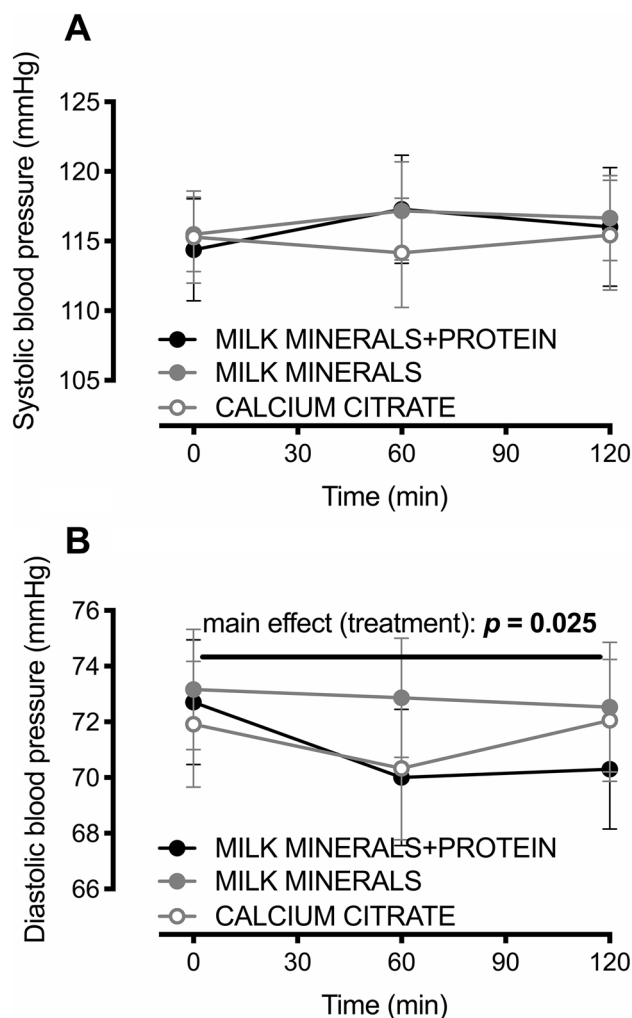 A
Systolic blood pressure (mmHg)
125
120
115
110
105
MILK MINERALS+PROTEIN
MILK MINERALS
CALCIUM CITRATE
0 30 60 90 120
Time (min)
B
Diastolic blood pressure (mmHg)
76
74
72
70
68
66
main effect (treatment): p = 0.025
MILK MINERALS+PROTEIN
MILK MINERALS
CALCIUM CITRATE
0 30 60 90 120
Time (min)